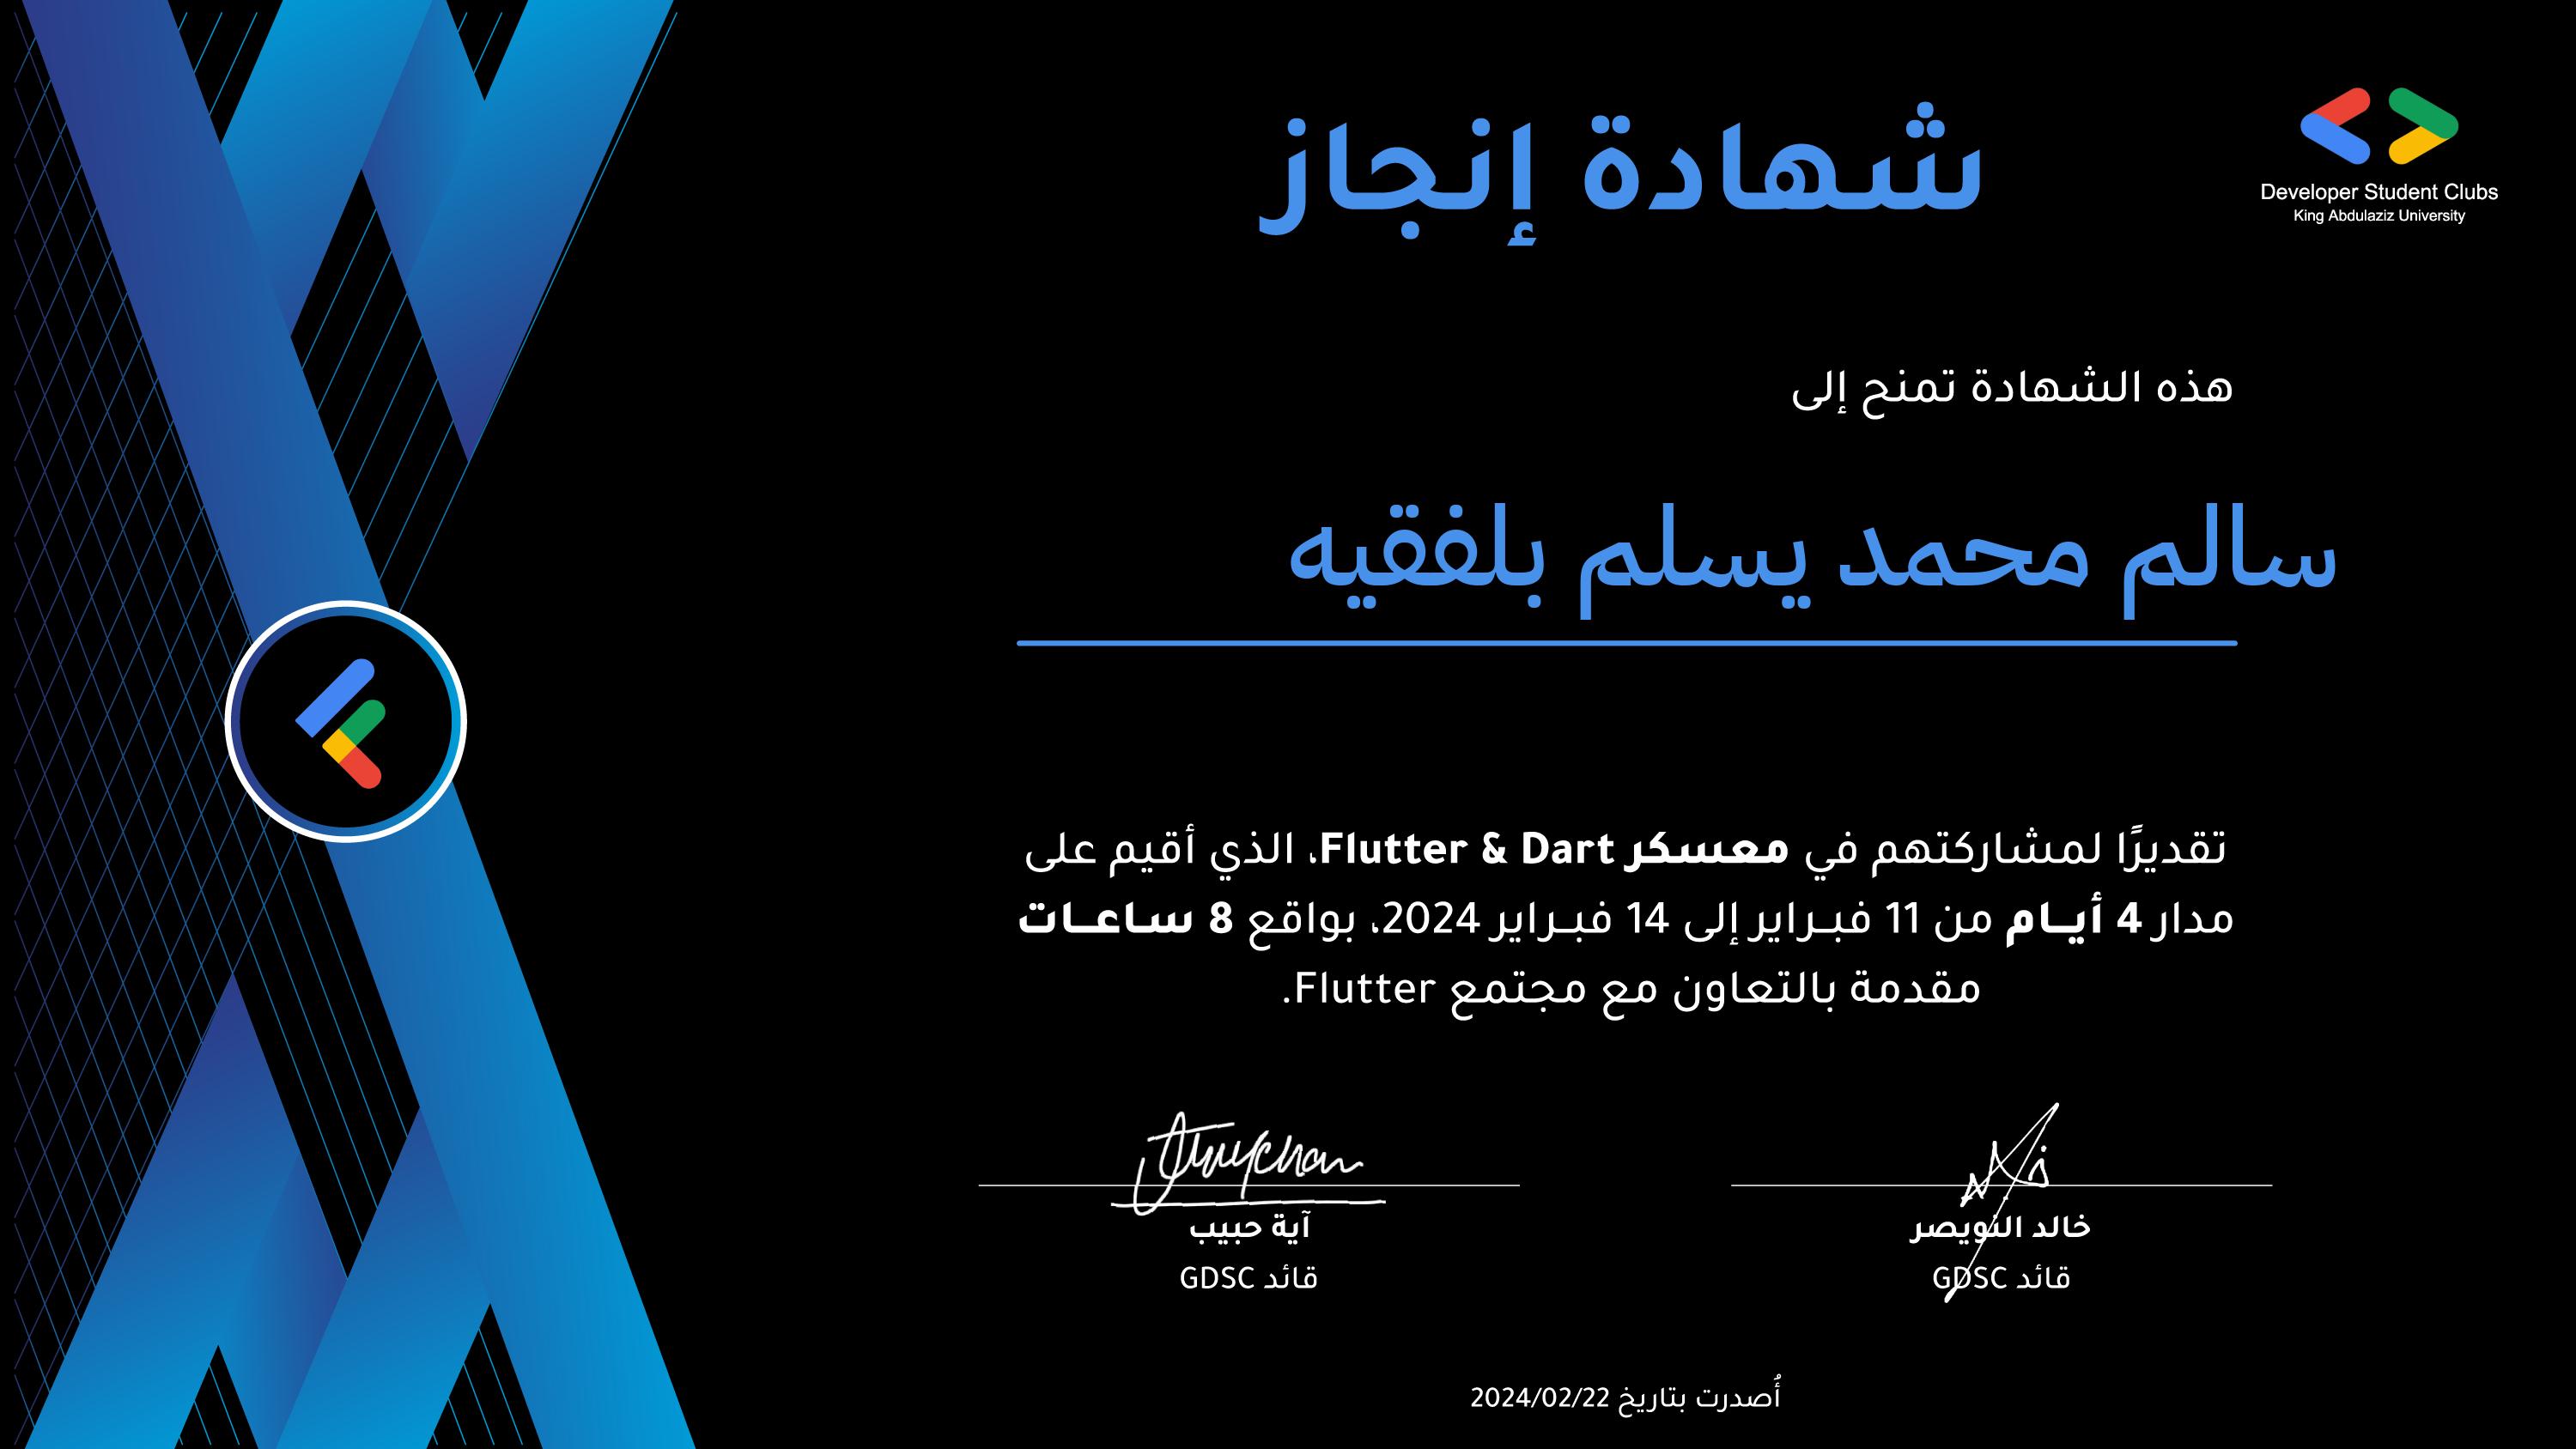 Developer Student Clubs
King Abdulaziz University
شهادة إنجاز
هذه الشهادة تمنح إلى
سالم محمد يسلم بلفقيه
تقديرًا لمشاركتهم في معسكر Flutter & Dart، الذي أقيم على
مدار 4 أيـام من 11 فبـراير إلى 14 فبـراير 2024، بواقع 8 ساعـات
مقدمة بالتعاون مع مجتمع Flutter.
خالد النويصر
قائد GDSC
آية حبيب
قائد GDSC
أُصدرت بتاريخ 2024/02/22